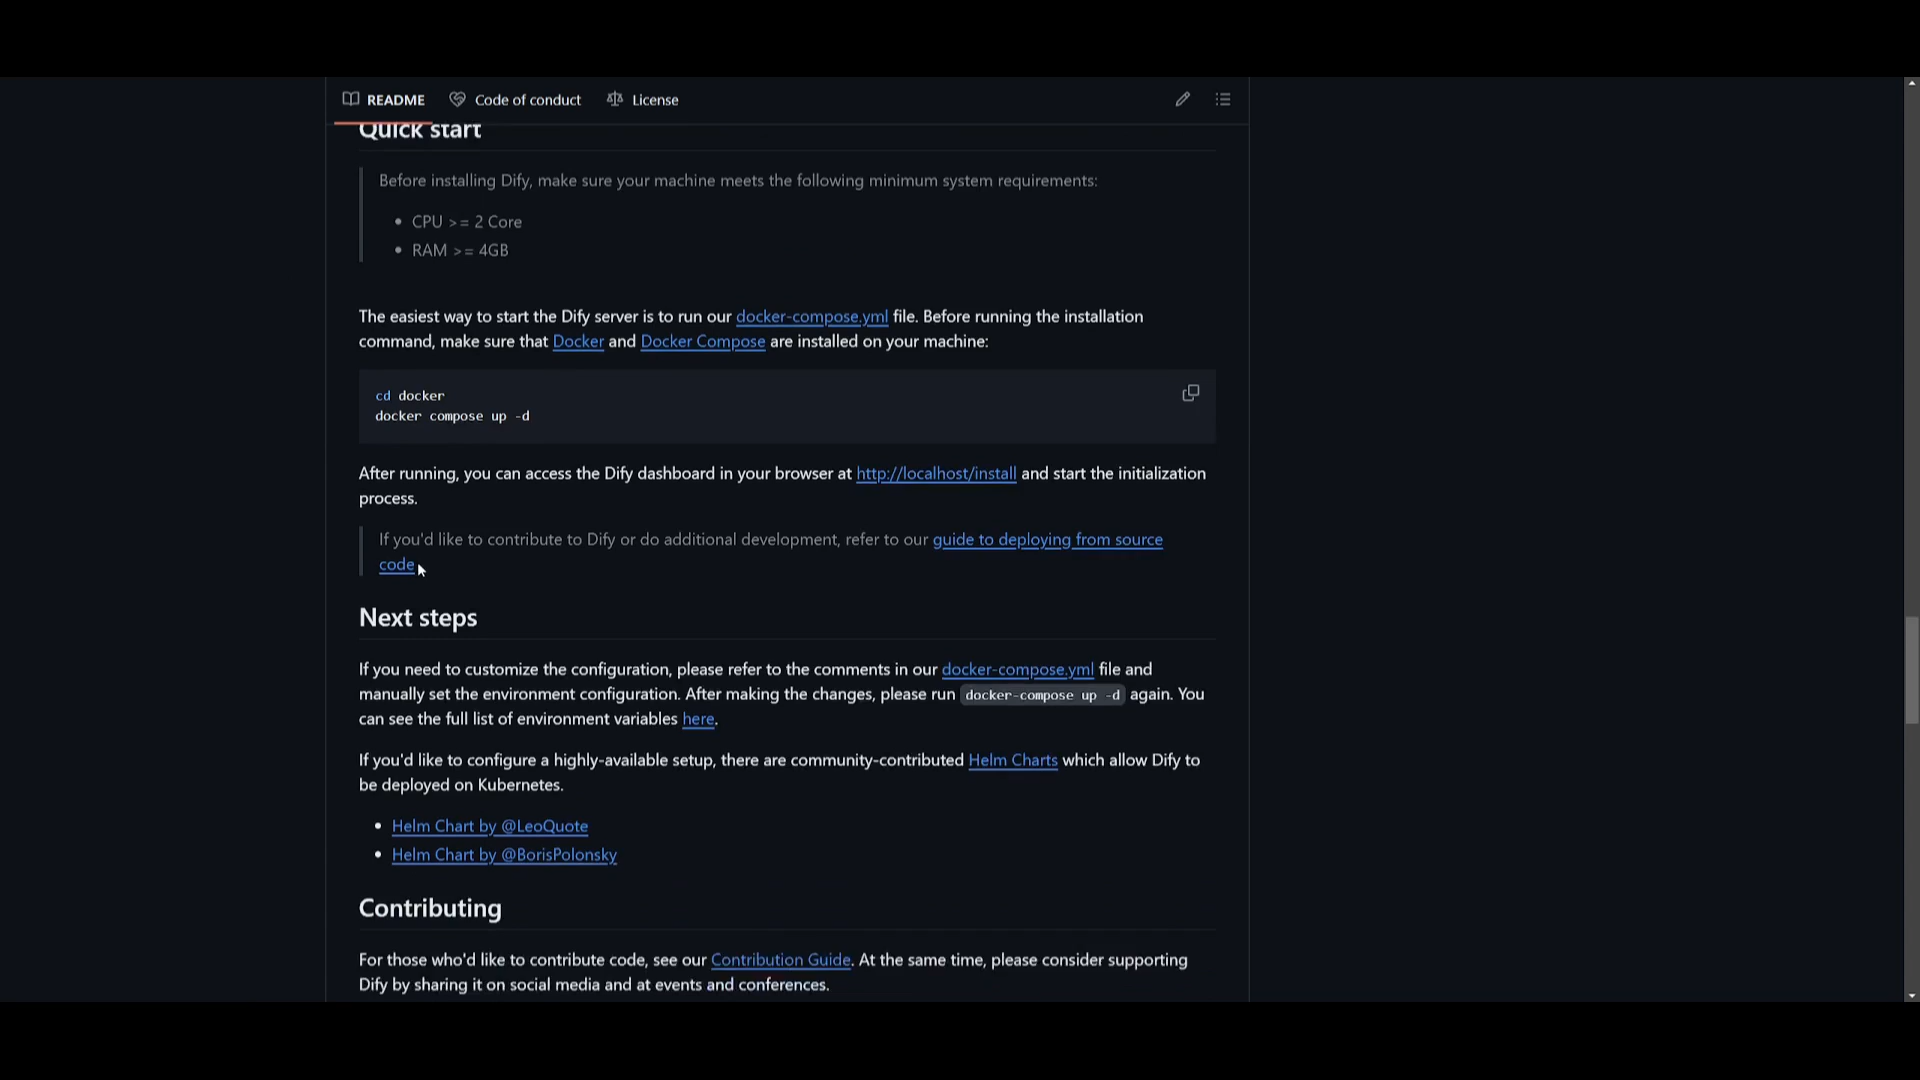 README Code of conduct License
Quick start
Before installing Dify, make sure your machine meets the following minimum system requirements:
• CPU >= 2 Core
• RAM >= 4GB
The easiest way to start the Dify server is to run our docker-compose.yml file. Before running the installation
command, make sure that Docker and Docker Compose are installed on your machine:
cd docker
docker compose up -d
After running, you can access the Dify dashboard in your browser at http://localhost/install and start the initialization
process.
If you'd like to contribute to Dify or do additional development, refer to our guide to deploying from source
code
Next steps
If you need to customize the configuration, please refer to the comments in our docker-compose.yml file and
manually set the environment configuration. After making the changes, please run docker-compose up -d again. You
can see the full list of environment variables here.
If you'd like to configure a highly-available setup, there are community-contributed Helm Charts which allow Dify to
be deployed on Kubernetes.
• Helm Chart by @LeoQuote
• Helm Chart by @BorisPolonsky
Contributing
For those who'd like to contribute code, see our Contribution Guide. At the same time, please consider supporting
Dify by sharing it on social media and at events and conferences.